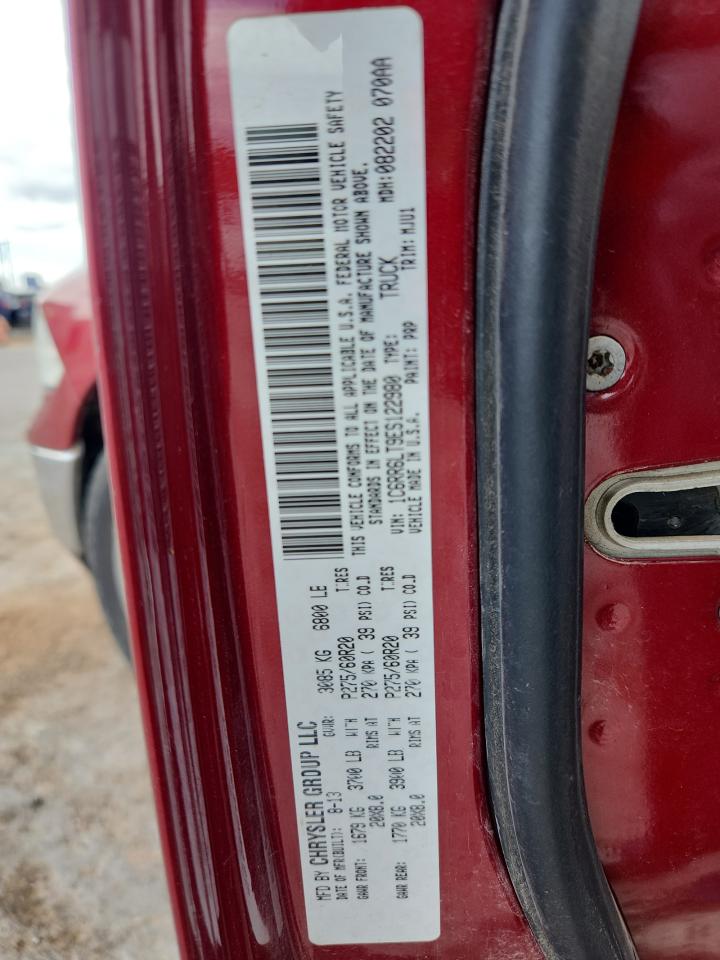 MFD BY CHRYSLER GROUP LLC
DATE OF MFR(BUILT): 8-13 GVWR: 3085 KG 6800 LB
GAWR FRONT: 1679 KG 3700 LB WITH P275/60R20 TIRES
20X8.0 RIMS AT 270 KPA ( 39 PSI) COLD
GAWR REAR: 1770 KG 3900 LB WITH P275/60R20 TIRES
20X8.0 RIMS AT 270 KPA ( 39 PSI) COLD
THIS VEHICLE CONFORMS TO ALL APPLICABLE U.S.A. FEDERAL MOTOR VEHICLE SAFETY
STANDARDS IN EFFECT ON THE DATE OF MANUFACTURE SHOWN ABOVE.
VIN: 1C6RR6LT9ES122980 TYPE: TRUCK MDH:082202 070AA
VEHICLE MADE IN U.S.A. PAINT: PRP TRIM: MJU1